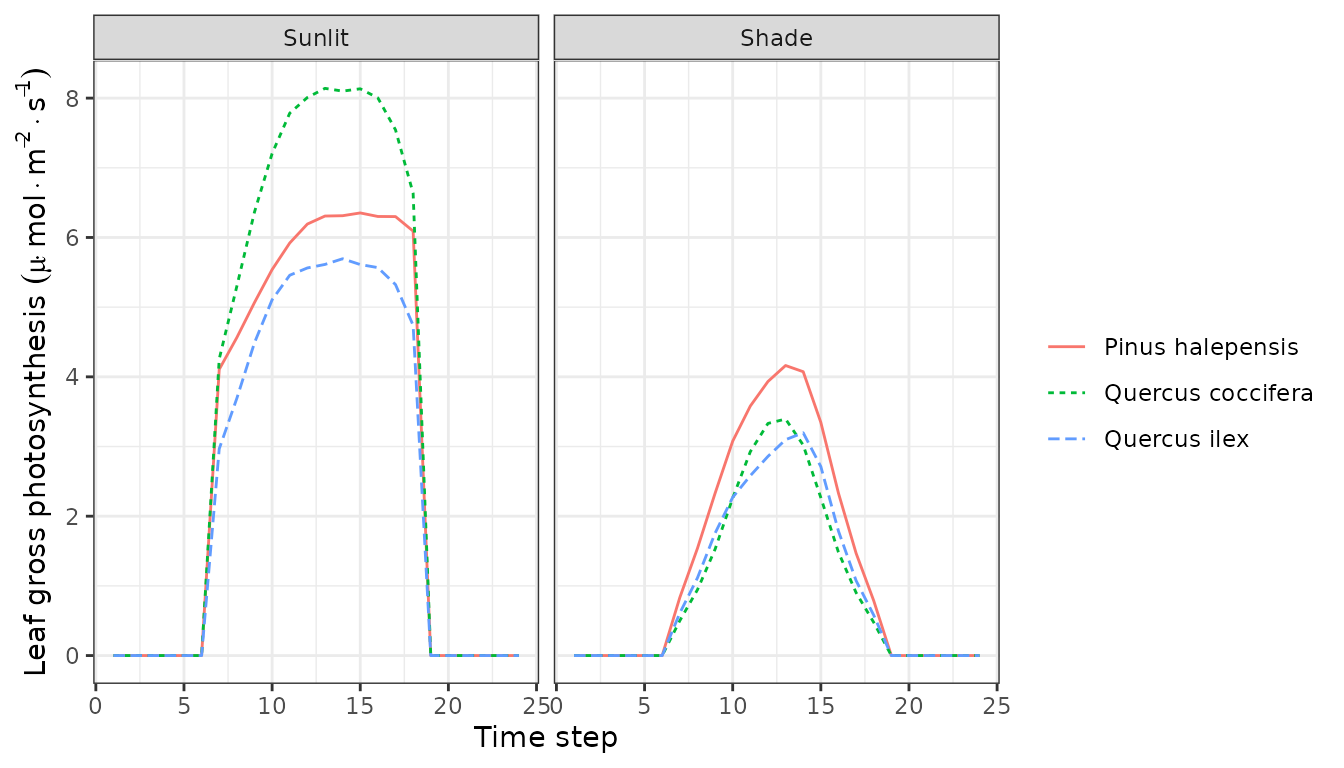 Sunlit Shade
Leaf gross photosynthesis (μ mol · m⁻² · s⁻¹)
8
6
4
2
0
0 5 10 15 20 25 0 5 10 15 20 25
Time step
Pinus halepensis
Quercus coccifera
Quercus ilex